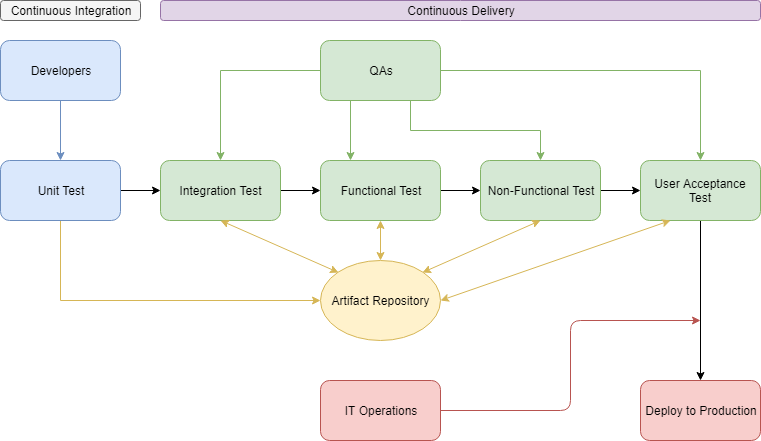 Continuous Integration
Continuous Delivery
Developers
QAs
Unit Test
Integration Test
Functional Test
Non-Functional Test
User Acceptance
Test
Artifact Repository
IT Operations
Deploy to Production